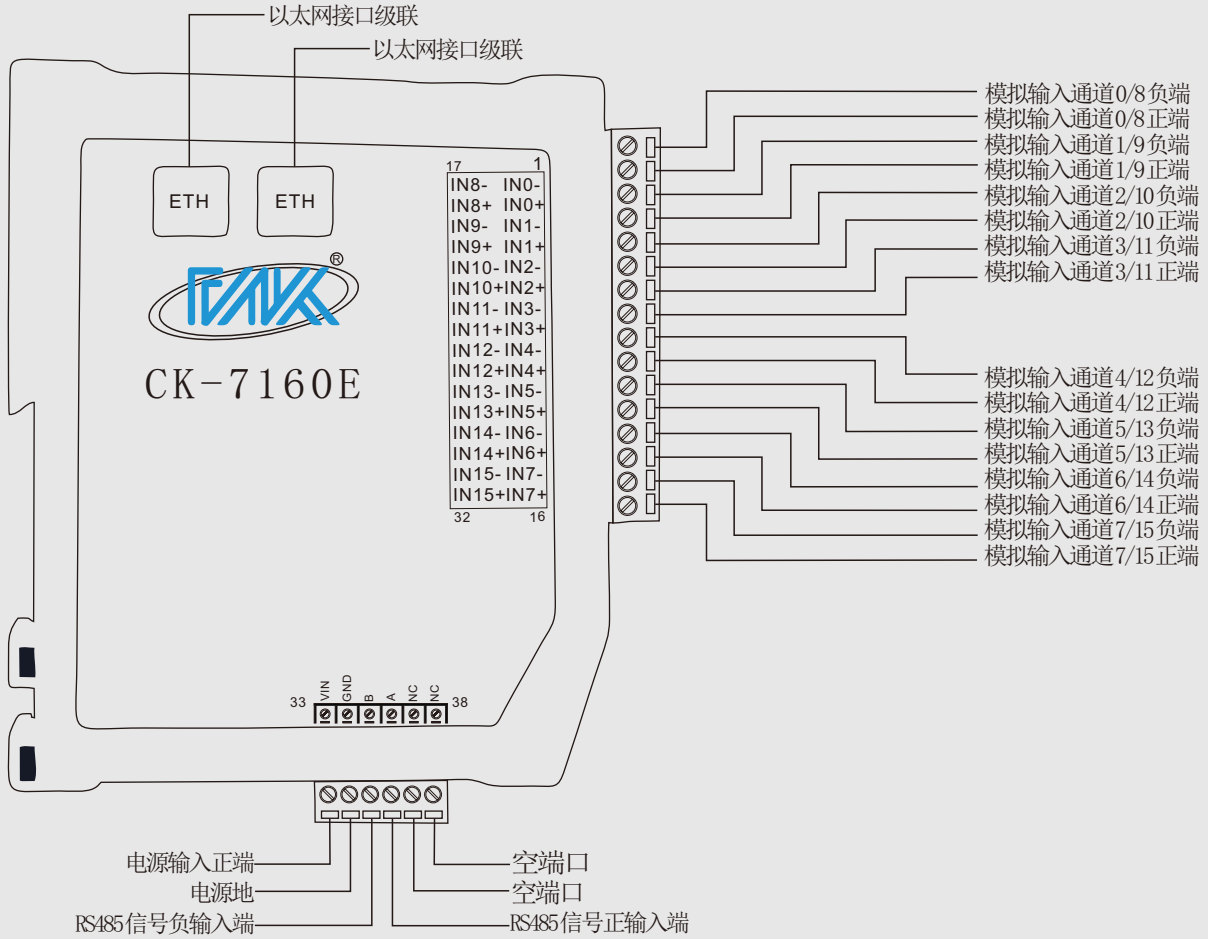 以太网接口级联
以太网接口级联
ETH
ETH
®
CK-7160E
17 1
IN8- IN0-
IN8+ IN0+
IN9- IN1-
IN9+ IN1+
IN10- IN2-
IN10+ IN2+
IN11- IN3-
IN11+ IN3+
IN12- IN4-
IN12+ IN4+
IN13- IN5-
IN13+ IN5+
IN14- IN6-
IN14+ IN6+
IN15- IN7-
IN15+ IN7+
32 16
模拟输入通道0/8负端
模拟输入通道0/8正端
模拟输入通道1/9负端
模拟输入通道1/9正端
模拟输入通道2/10负端
模拟输入通道2/10正端
模拟输入通道3/11负端
模拟输入通道3/11正端
模拟输入通道4/12负端
模拟输入通道4/12正端
模拟输入通道5/13负端
模拟输入通道5/13正端
模拟输入通道6/14负端
模拟输入通道6/14正端
模拟输入通道7/15负端
模拟输入通道7/15正端
33 VIN GND B A NC NC 38
电源输入正端
电源地
RS485信号负输入端
空端口
空端口
RS485信号正输入端